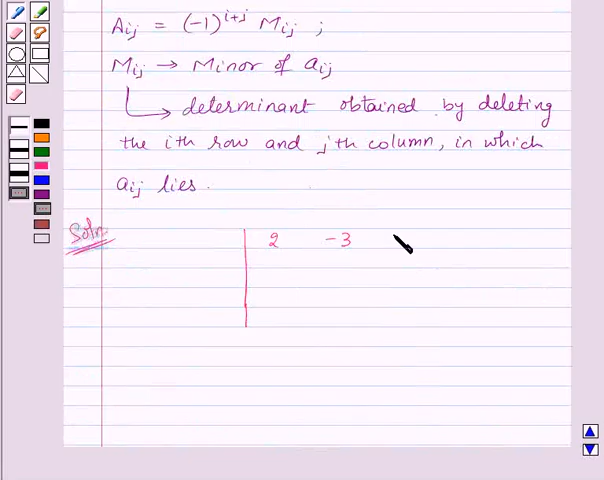 Aij = (-1)^i+j Mij ;
Mij → Minor of aij
↳ determinant obtained by deleting
the ith row and jth column, in which
aij lies.
Soln
| 2 -3